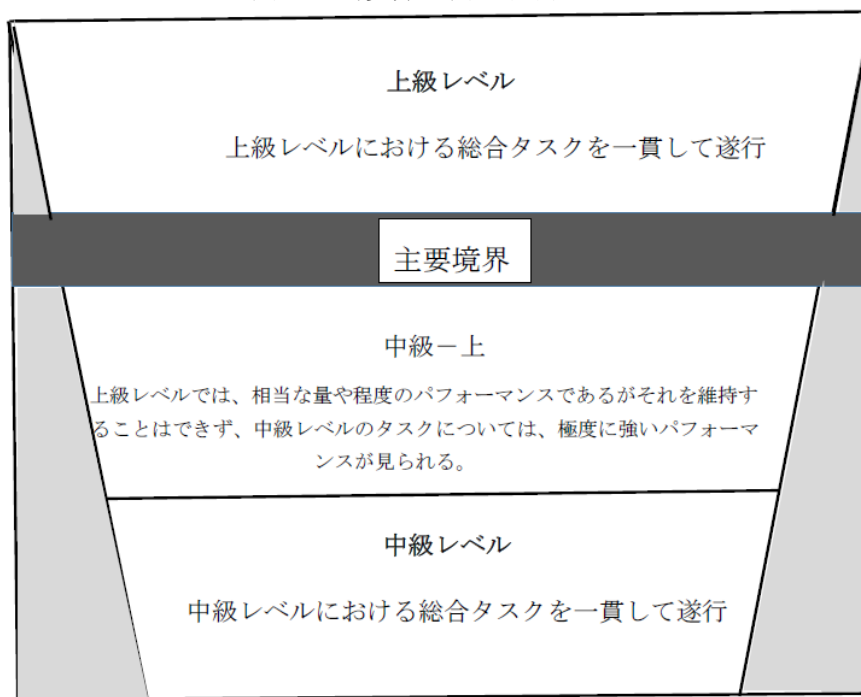 上級レベル
上級レベルにおける総合タスクを一貫して遂行
主要境界
中級－上
上級レベルでは、相当な量や程度のパフォーマンスであるがそれを維持す
ることはできず、中級レベルのタスクについては、極度に強いパフォーマ
ンスが見られる。
中級レベル
中級レベルにおける総合タスクを一貫して遂行